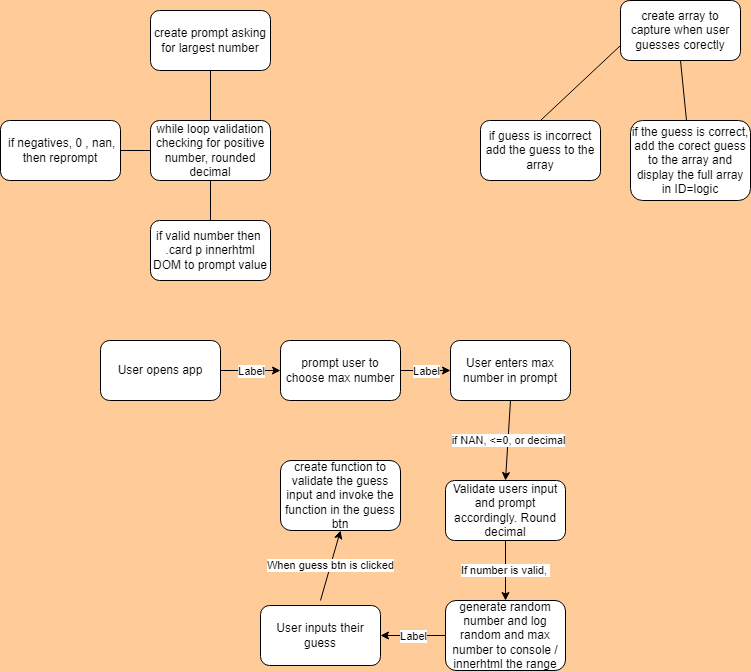 create prompt asking
for largest number
create array to
capture when user
guesses corectly
if negatives, 0 , nan,
then reprompt
while loop validation
checking for positive
number, rounded
decimal
if guess is incorrect
add the guess to the
array
if the guess is correct,
add the corect guess
to the array and
display the full array
in ID=logic
if valid number then
.card p innerhtml
DOM to prompt value
User opens app
Label
prompt user to
choose max number
Label
User enters max
number in prompt
if NAN, <=0, or decimal
create function to
validate the guess
input and invoke the
function in the guess
btn
Validate users input
and prompt
accordingly. Round
decimal
When guess btn is clicked
If number is valid,
User inputs their
guess
Label
generate random
number and log
random and max
number to console /
innerhtml the range